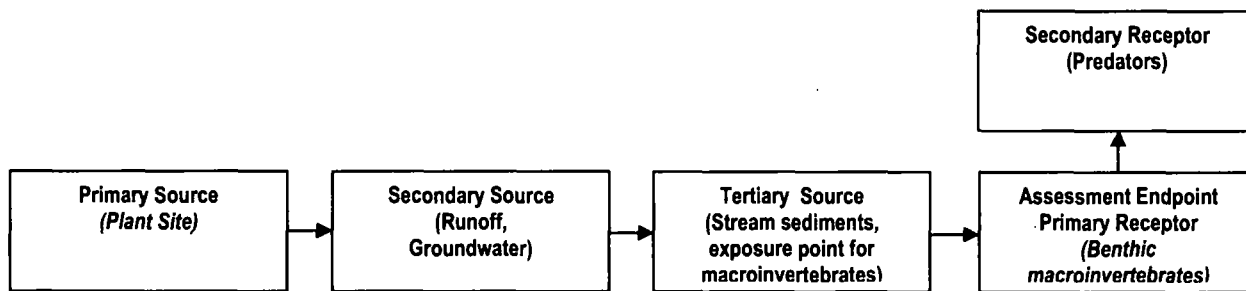 Secondary Receptor
(Predators)
Primary Source
(Plant Site)
Secondary Source
(Runoff,
Groundwater)
Tertiary Source
(Stream sediments,
exposure point for
macroinvertebrates)
Assessment Endpoint
Primary Receptor
(Benthic
macroinvertebrates)